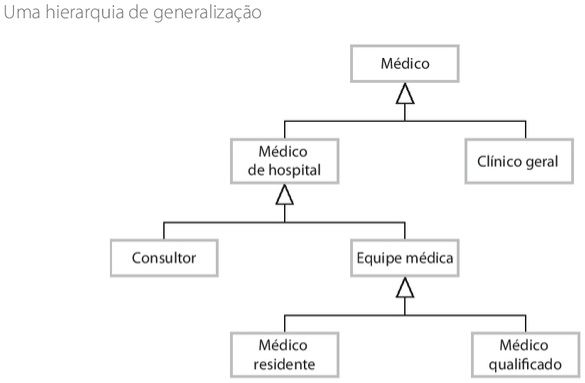 Uma hierarquia de generalização
Médico
Médico
de hospital
Clínico geral
Consultor
Equipe médica
Médico
residente
Médico
qualificado